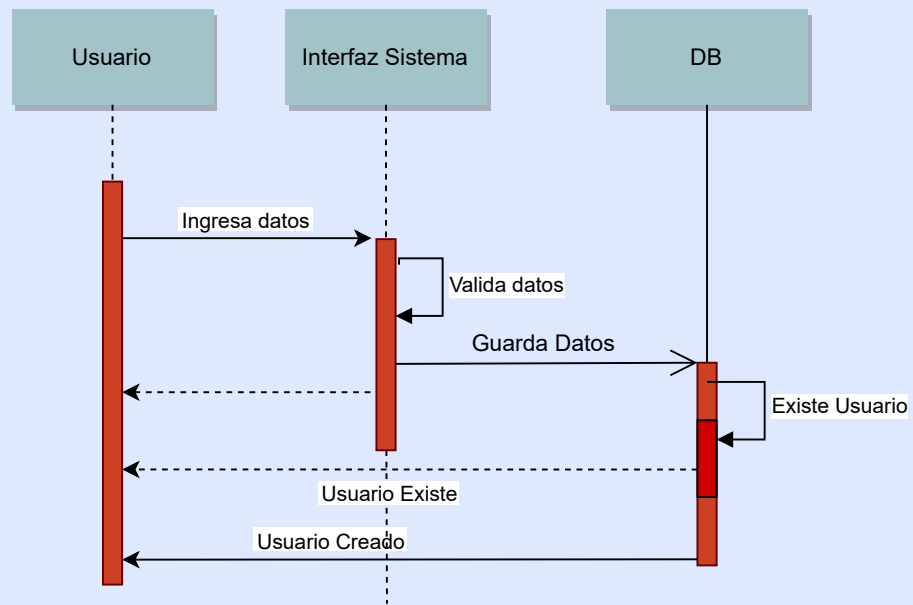 Usuario
Interfaz Sistema
DB
Ingresa datos
Valida datos
Guarda Datos
Existe Usuario
Usuario Existe
Usuario Creado